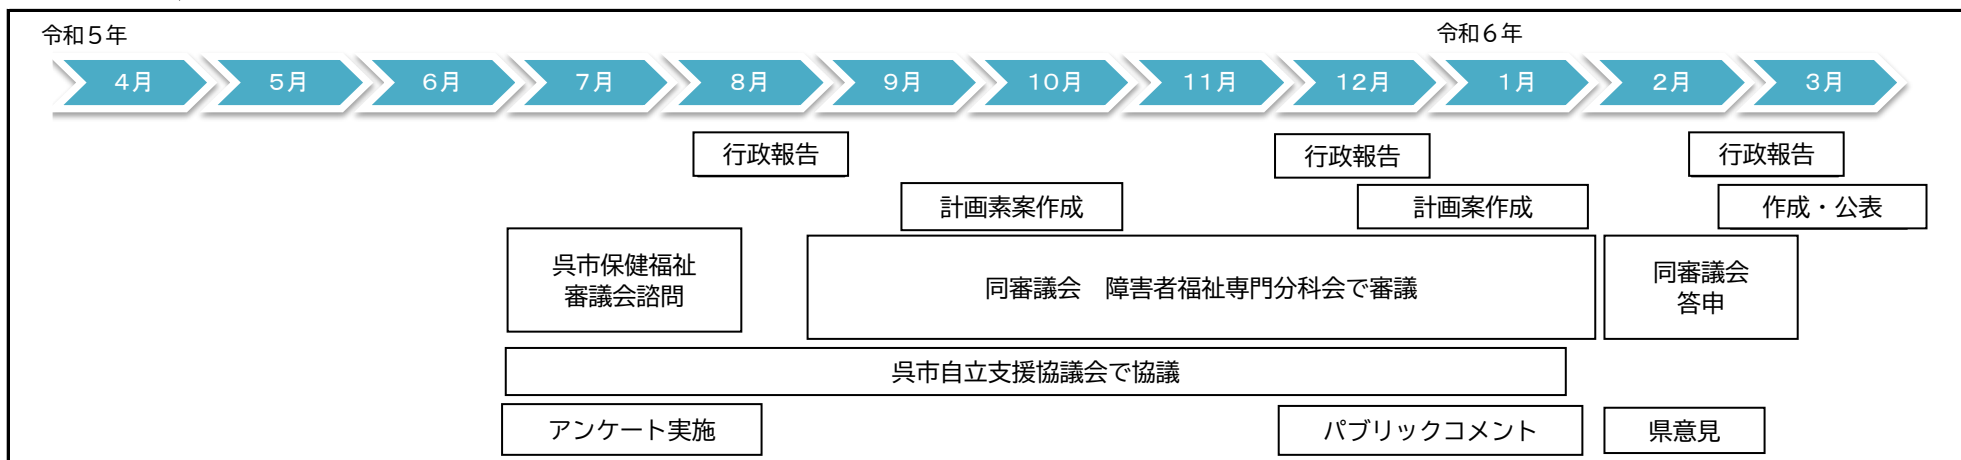 令和５年
令和６年
４月
５月
６月
７月
８月
９月
１０月
１１月
１２月
１月
２月
３月
行政報告
行政報告
行政報告
計画素案作成
計画案作成
作成・公表
呉市保健福祉
審議会諮問
同審議会　障害者福祉専門分科会で審議
同審議会
答申
呉市自立支援協議会で協議
アンケート実施
パブリックコメント
県意見